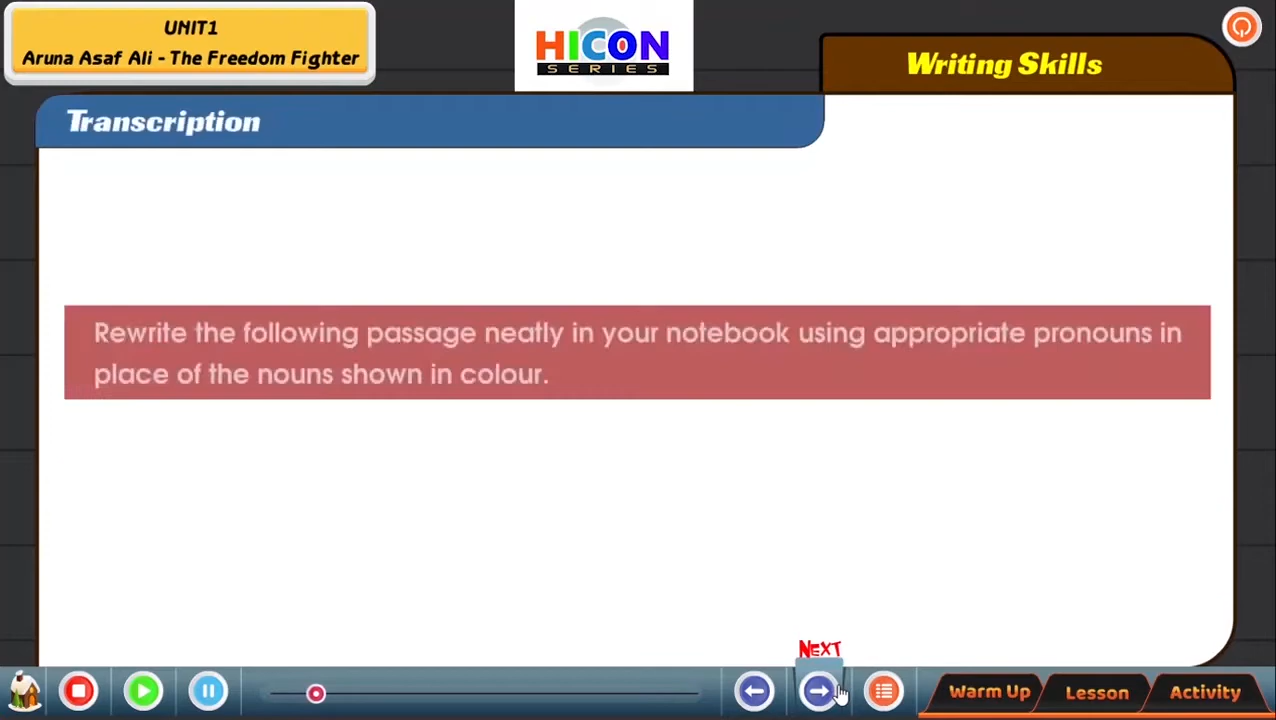 UNIT1
Aruna Asaf Ali - The Freedom Fighter
HICON
SERIES
Writing Skills
Transcription
Rewrite the following passage neatly in your notebook using appropriate pronouns in
place of the nouns shown in colour.
NEXT
Warm Up
Lesson
Activity